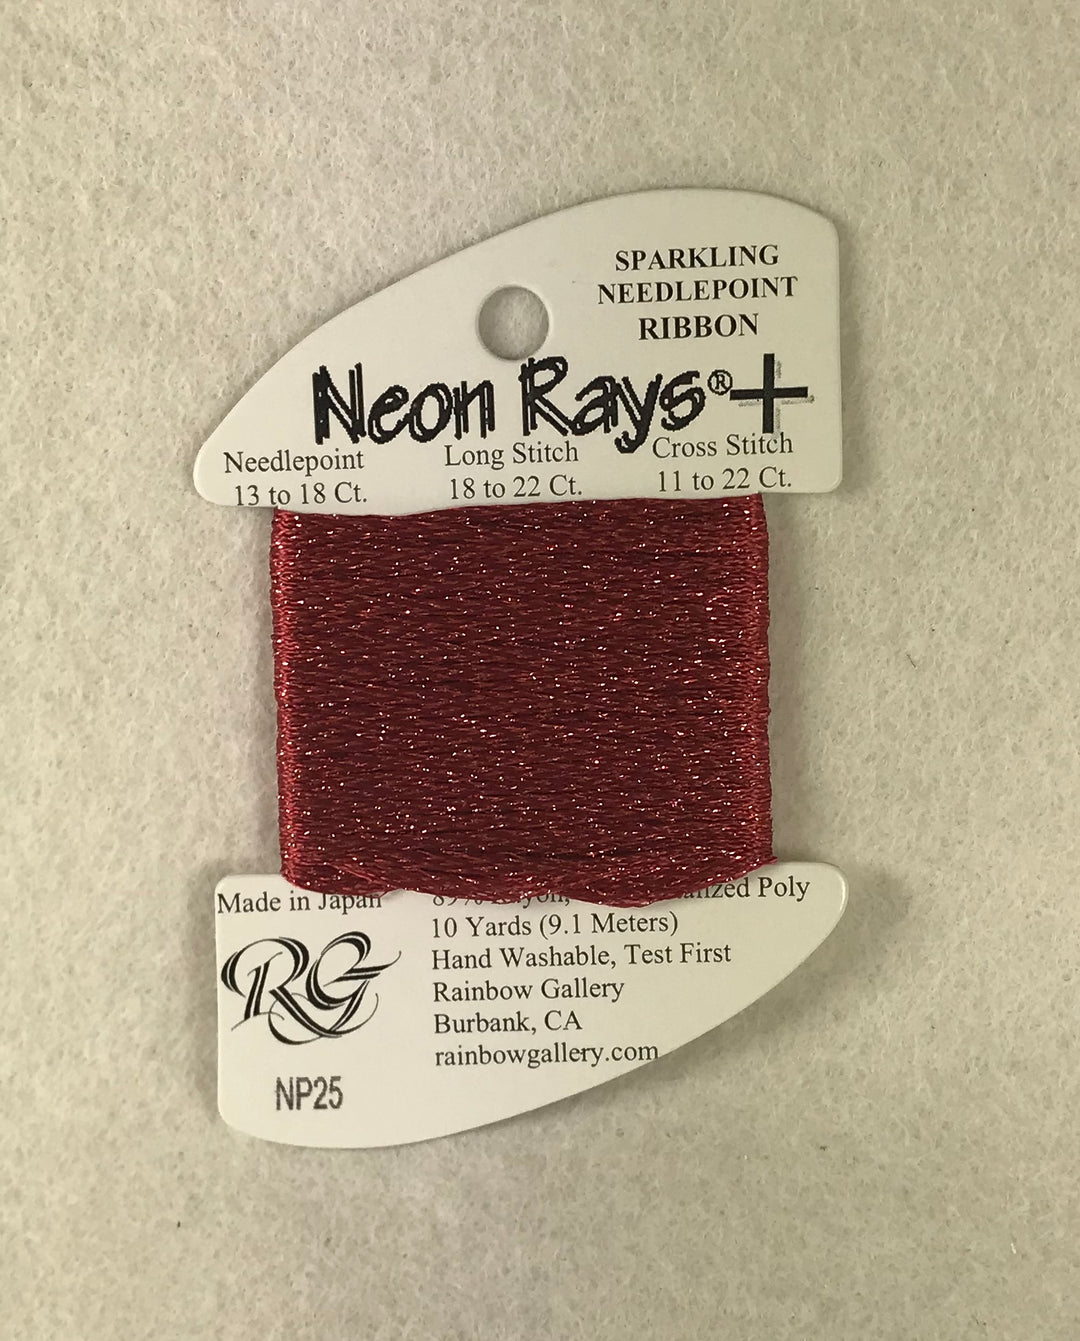 SPARKLING
NEEDLEPOINT
RIBBON
Neon Rays®+
Needlepoint Long Stitch Cross Stitch
13 to 18 Ct. 18 to 22 Ct. 11 to 22 Ct.
Made in Japan
Poly
10 Yards (9.1 Meters)
Hand Washable, Test First
Rainbow Gallery
Burbank, CA
rainbowgallery.com
RG
NP25